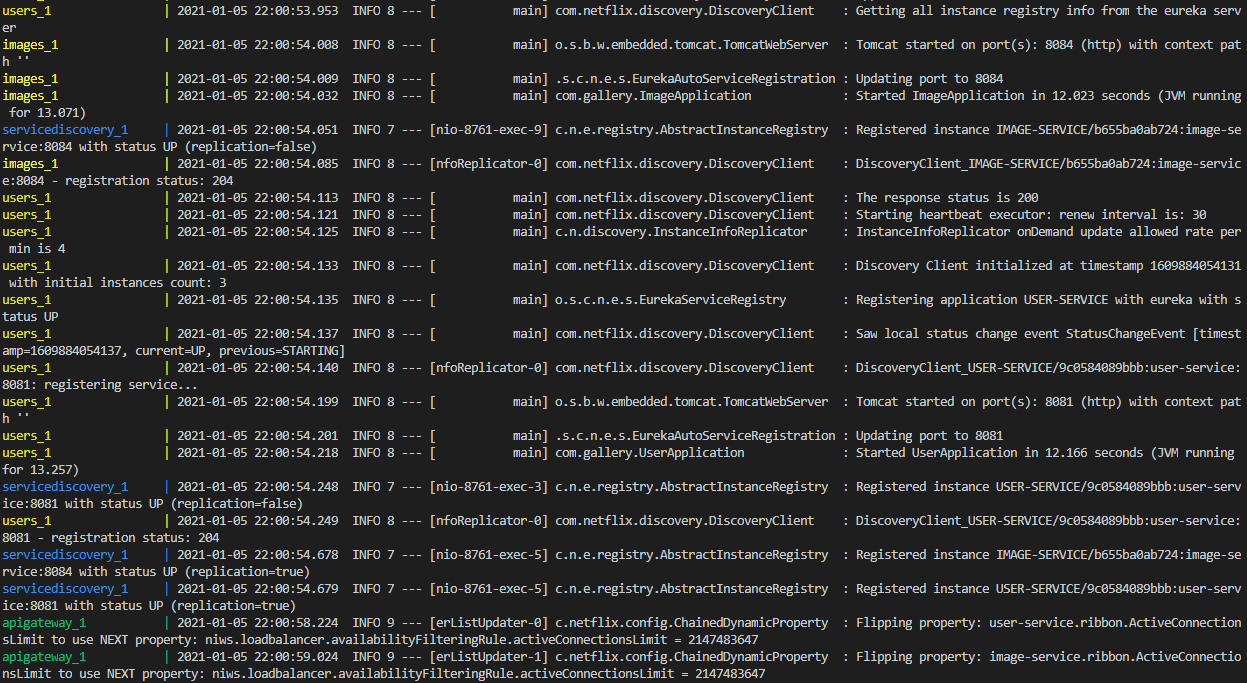 users_1 | 2021-01-05 22:00:53.953 INFO 8 --- [ main] com.netflix.discovery.DiscoveryClient : Getting all instance registry info from the eureka serv
er
images_1 | 2021-01-05 22:00:54.008 INFO 8 --- [ main] o.s.b.w.embedded.tomcat.TomcatWebServer : Tomcat started on port(s): 8084 (http) with context pat
h ''
images_1 | 2021-01-05 22:00:54.009 INFO 8 --- [ main] .s.c.n.e.s.EurekaAutoServiceRegistration : Updating port to 8084
images_1 | 2021-01-05 22:00:54.032 INFO 8 --- [ main] com.gallery.ImageApplication : Started ImageApplication in 12.023 seconds (JVM running
for 13.071)
servicediscovery_1 | 2021-01-05 22:00:54.051 INFO 7 --- [nio-8761-exec-9] c.n.e.registry.AbstractInstanceRegistry : Registered instance IMAGE-SERVICE/b655ba0ab724:image-se
rvice:8084 with status UP (replication=false)
images_1 | 2021-01-05 22:00:54.085 INFO 8 --- [nfoReplicator-0] com.netflix.discovery.DiscoveryClient : DiscoveryClient_IMAGE-SERVICE/b655ba0ab724:image-servic
e:8084 - registration status: 204
users_1 | 2021-01-05 22:00:54.113 INFO 8 --- [ main] com.netflix.discovery.DiscoveryClient : The response status is 200
users_1 | 2021-01-05 22:00:54.121 INFO 8 --- [ main] com.netflix.discovery.DiscoveryClient : Starting heartbeat executor: renew interval is: 30
users_1 | 2021-01-05 22:00:54.125 INFO 8 --- [ main] c.n.discovery.InstanceInfoReplicator : InstanceInfoReplicator onDemand update allowed rate per
min is 4
users_1 | 2021-01-05 22:00:54.133 INFO 8 --- [ main] com.netflix.discovery.DiscoveryClient : Discovery Client initialized at timestamp 1609884054131
with initial instances count: 3
users_1 | 2021-01-05 22:00:54.135 INFO 8 --- [ main] o.s.c.n.e.s.EurekaServiceRegistry : Registering application USER-SERVICE with eureka with s
tatus UP
users_1 | 2021-01-05 22:00:54.137 INFO 8 --- [ main] com.netflix.discovery.DiscoveryClient : Saw local status change event StatusChangeEvent [timest
amp=1609884054137, current=UP, previous=STARTING]
users_1 | 2021-01-05 22:00:54.140 INFO 8 --- [nfoReplicator-0] com.netflix.discovery.DiscoveryClient : DiscoveryClient_USER-SERVICE/9c0584089bbb:user-service:
8081: registering service...
users_1 | 2021-01-05 22:00:54.199 INFO 8 --- [ main] o.s.b.w.embedded.tomcat.TomcatWebServer : Tomcat started on port(s): 8081 (http) with context pat
h ''
users_1 | 2021-01-05 22:00:54.201 INFO 8 --- [ main] .s.c.n.e.s.EurekaAutoServiceRegistration : Updating port to 8081
users_1 | 2021-01-05 22:00:54.218 INFO 8 --- [ main] com.gallery.UserApplication : Started UserApplication in 12.166 seconds (JVM running
for 13.257)
servicediscovery_1 | 2021-01-05 22:00:54.248 INFO 7 --- [nio-8761-exec-3] c.n.e.registry.AbstractInstanceRegistry : Registered instance USER-SERVICE/9c0584089bbb:user-serv
ice:8081 with status UP (replication=false)
users_1 | 2021-01-05 22:00:54.249 INFO 8 --- [nfoReplicator-0] com.netflix.discovery.DiscoveryClient : DiscoveryClient_USER-SERVICE/9c0584089bbb:user-service:
8081 - registration status: 204
servicediscovery_1 | 2021-01-05 22:00:54.678 INFO 7 --- [nio-8761-exec-5] c.n.e.registry.AbstractInstanceRegistry : Registered instance IMAGE-SERVICE/b655ba0ab724:image-se
rvice:8084 with status UP (replication=true)
servicediscovery_1 | 2021-01-05 22:00:54.679 INFO 7 --- [nio-8761-exec-5] c.n.e.registry.AbstractInstanceRegistry : Registered instance USER-SERVICE/9c0584089bbb:user-serv
ice:8081 with status UP (replication=true)
apigateway_1 | 2021-01-05 22:00:58.224 INFO 9 --- [erListUpdater-0] c.netflix.config.ChainedDynamicProperty : Flipping property: user-service.ribbon.ActiveConnection
sLimit to use NEXT property: niws.loadbalancer.availabilityFilteringRule.activeConnectionsLimit = 2147483647
apigateway_1 | 2021-01-05 22:00:59.024 INFO 9 --- [erListUpdater-1] c.netflix.config.ChainedDynamicProperty : Flipping property: image-service.ribbon.ActiveConnectio
nsLimit to use NEXT property: niws.loadbalancer.availabilityFilteringRule.activeConnectionsLimit = 2147483647